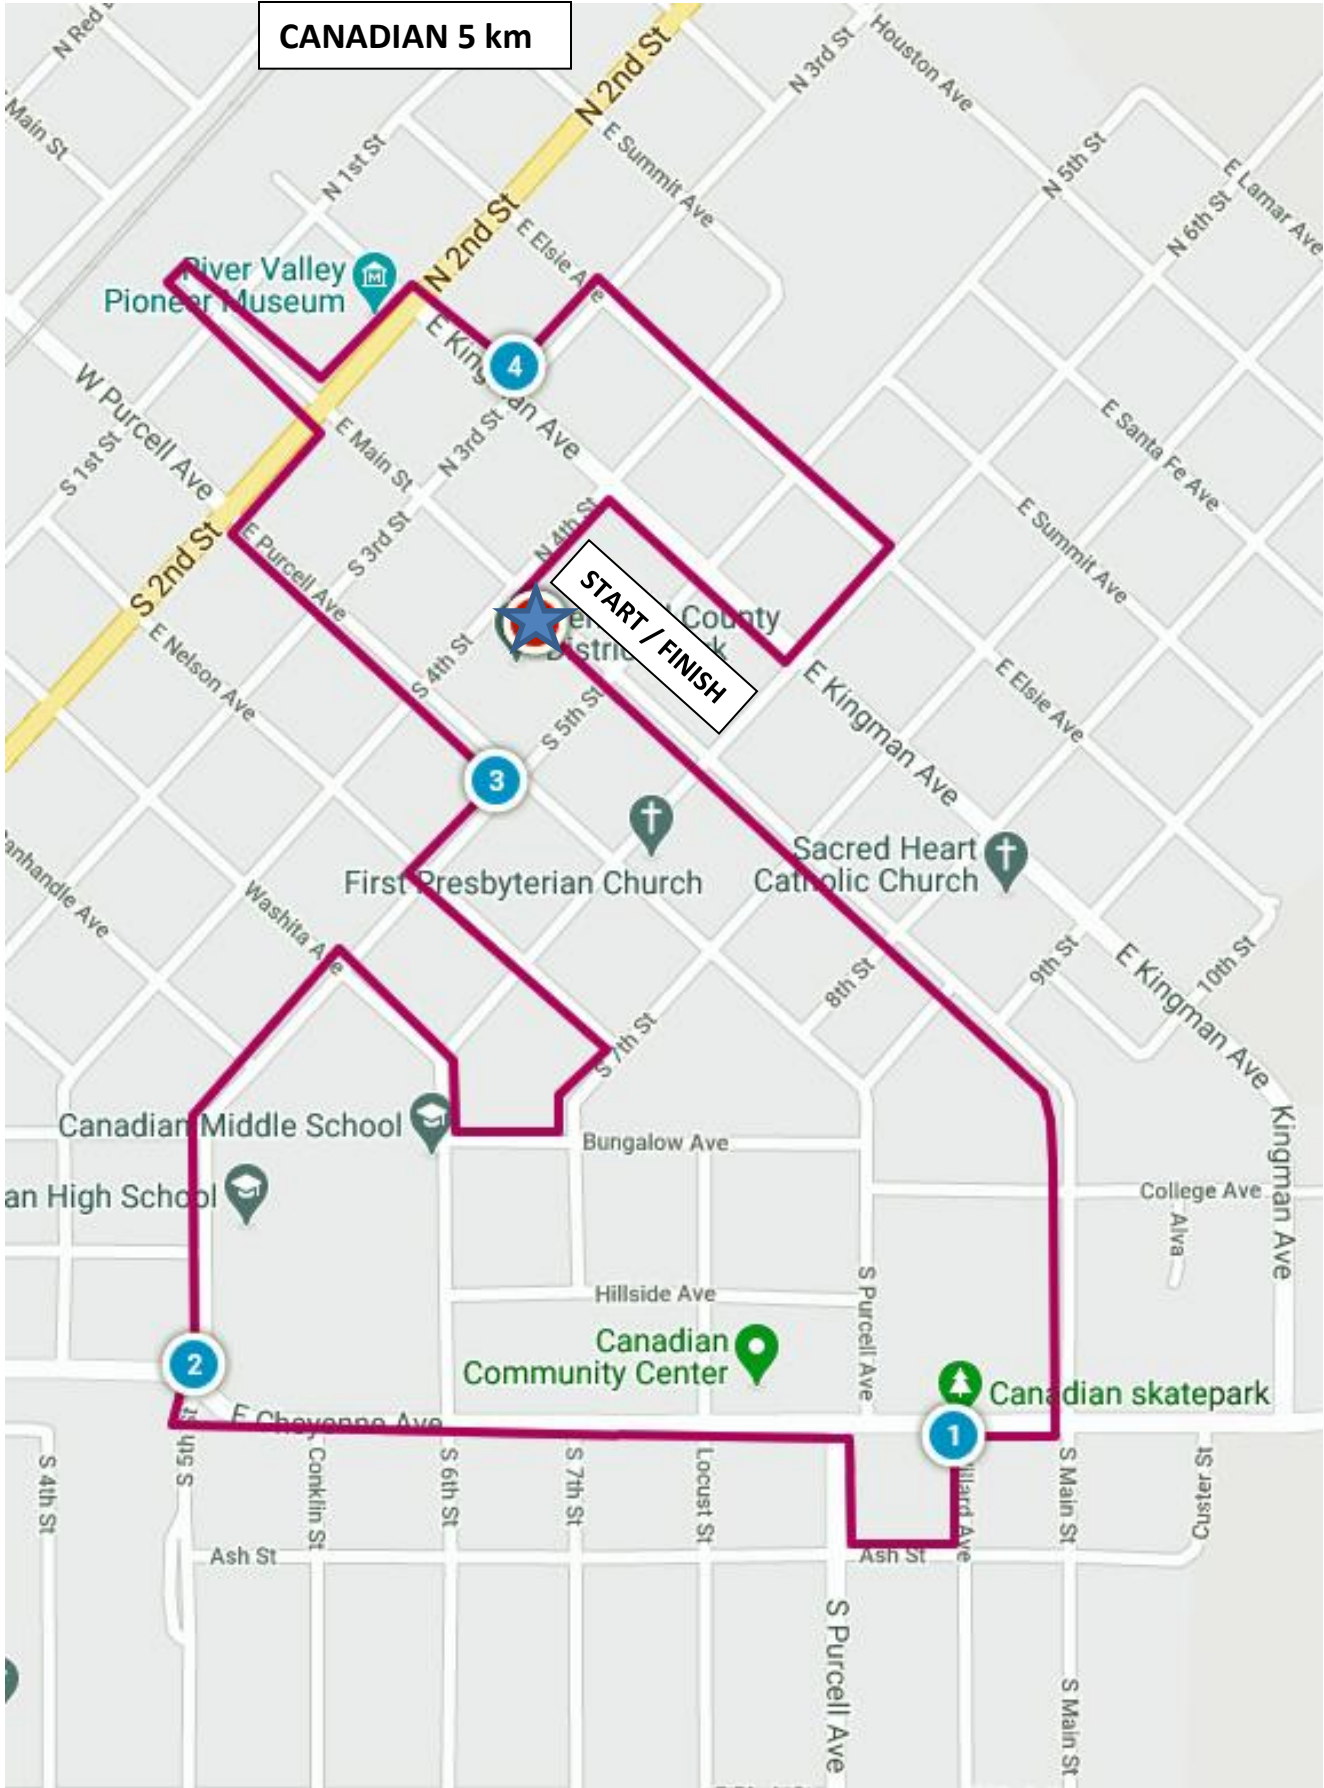 CANADIAN 5 km
N 2nd St
N 3rd St
Houston Ave
Main St
N 1st St
E Summit Ave
N 5th St
E Lamar Ave
N 6th St
N 2nd St
E Elsie Ave
River Valley
Pioneer Museum
E Kingman Ave
4
W Purcell Ave
E Main St
N 3rd St
E Santa Fe Ave
S 1st St
N 4th St
E Summit Ave
S 2nd St
E Purcell Ave
S 3rd St
START / FINISH
County
E Nelson Ave
S 4th St
E Kingman Ave
E Elsie Ave
S 5th St
3
Sacred Heart
Catholic Church
First Presbyterian Church
Washita Ave
8th St
9th St
10th St
E Kingman Ave
S 7th St
Canadian Middle School
Bungalow Ave
Kingman Ave
an High School
College Ave
Alva
Hillside Ave
S Purcell Ave
Canadian
Community Center
2
Canadian skatepark
E Cheyenne Ave
1
S 4th St
S 5th St
Conklin St
S 6th St
S 7th St
Locust St
S Main St
Custer St
Ash St
Ash St
S Purcell Ave
S Main St